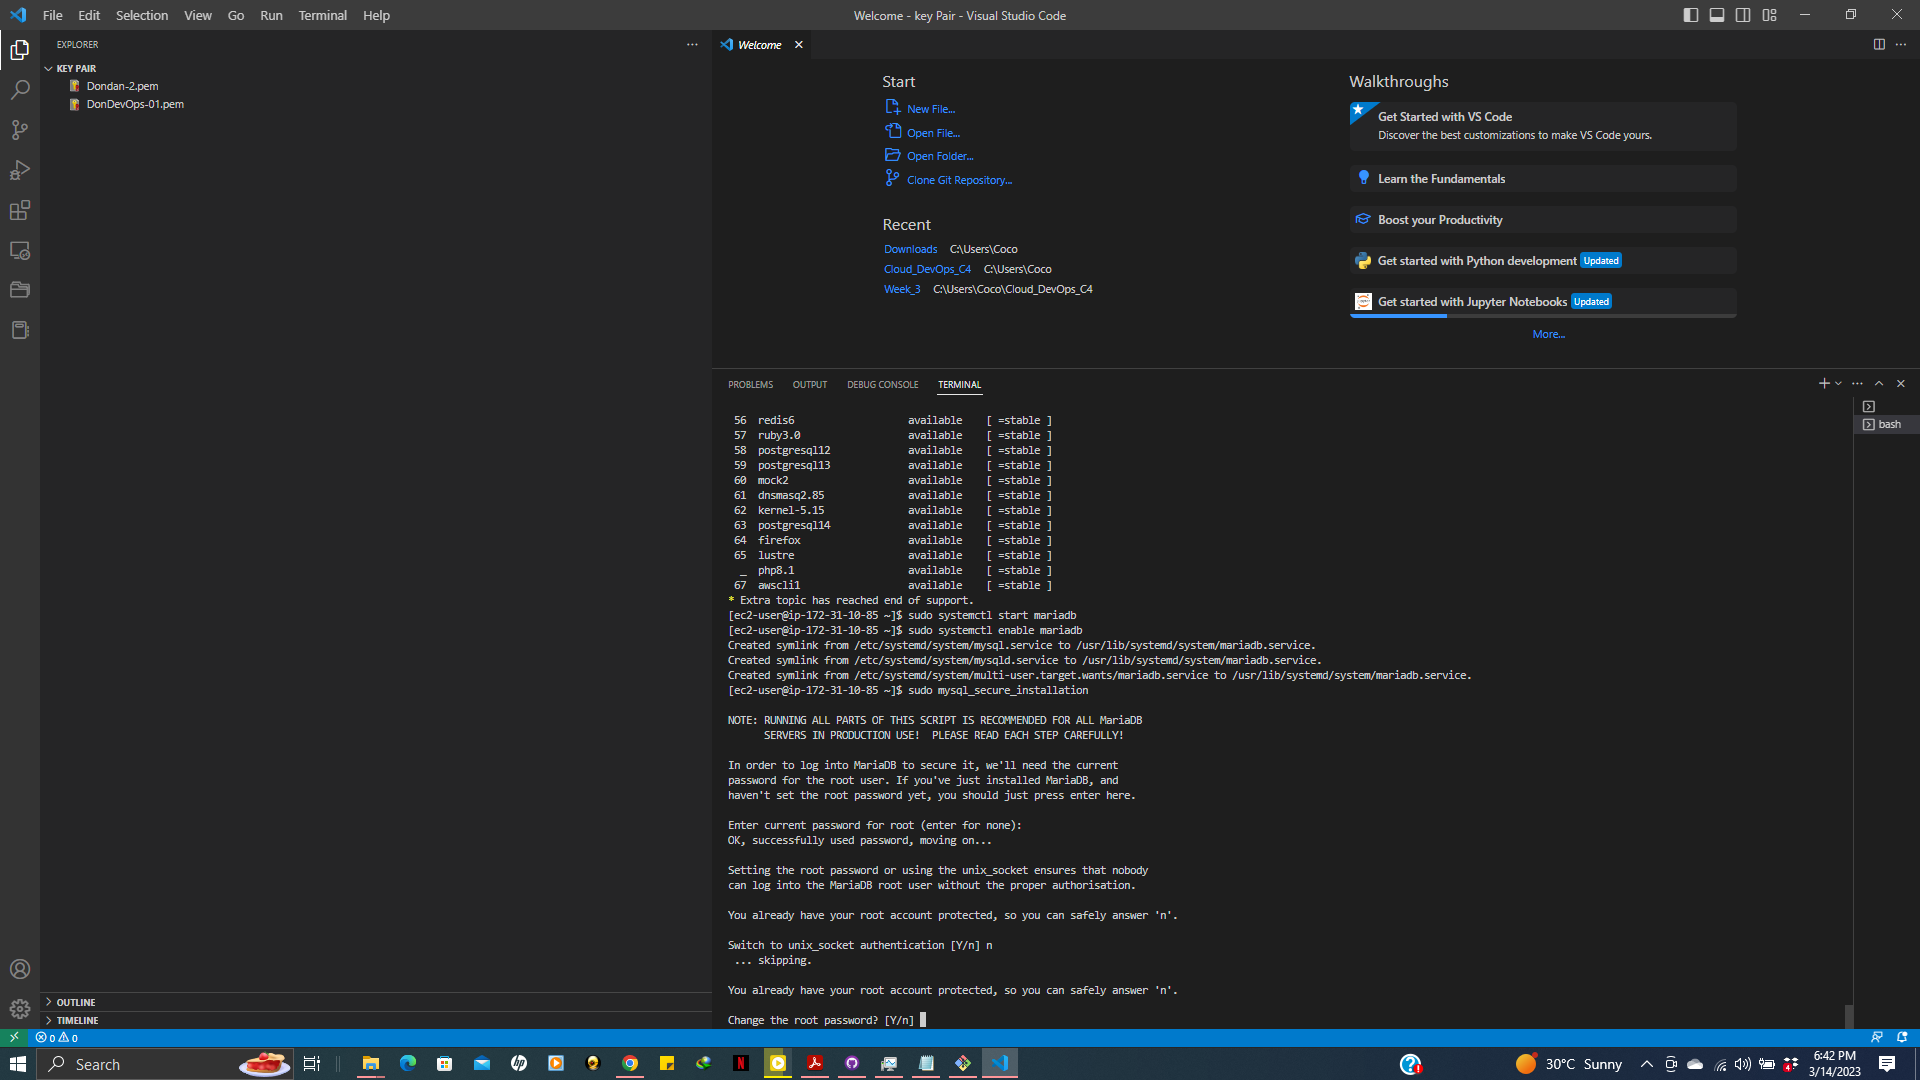 File Edit Selection View Go Run Terminal Help
Welcome - key Pair - Visual Studio Code
EXPLORER
KEY PAIR
Dondan-2.pem
DonDevOps-01.pem
OUTLINE
TIMELINE
Welcome
Start
New File...
Open File...
Open Folder...
Clone Git Repository...
Recent
Downloads C:\Users\Coco
Cloud_DevOps_C4 C:\Users\Coco
Week_3 C:\Users\Coco\Cloud_DevOps_C4
Walkthroughs
Get Started with VS Code
Discover the best customizations to make VS Code yours.
Learn the Fundamentals
Boost your Productivity
Get started with Python development Updated
Get started with Jupyter Notebooks Updated
More...
PROBLEMS OUTPUT DEBUG CONSOLE TERMINAL
bash
56 redis6 available [ =stable ]
57 ruby3.0 available [ =stable ]
58 postgresql12 available [ =stable ]
59 postgresql13 available [ =stable ]
60 mock2 available [ =stable ]
61 dnsmasq2.85 available [ =stable ]
62 kernel-5.15 available [ =stable ]
63 postgresql14 available [ =stable ]
64 firefox available [ =stable ]
65 lustre available [ =stable ]
_ php8.1 available [ =stable ]
67 awscli1 available [ =stable ]
* Extra topic has reached end of support.
[ec2-user@ip-172-31-10-85 ~]$ sudo systemctl start mariadb
[ec2-user@ip-172-31-10-85 ~]$ sudo systemctl enable mariadb
Created symlink from /etc/systemd/system/mysql.service to /usr/lib/systemd/system/mariadb.service.
Created symlink from /etc/systemd/system/mysqld.service to /usr/lib/systemd/system/mariadb.service.
Created symlink from /etc/systemd/system/multi-user.target.wants/mariadb.service to /usr/lib/systemd/system/mariadb.service.
[ec2-user@ip-172-31-10-85 ~]$ sudo mysql_secure_installation
NOTE: RUNNING ALL PARTS OF THIS SCRIPT IS RECOMMENDED FOR ALL MariaDB
SERVERS IN PRODUCTION USE! PLEASE READ EACH STEP CAREFULLY!
In order to log into MariaDB to secure it, we'll need the current
password for the root user. If you've just installed MariaDB, and
haven't set the root password yet, you should just press enter here.
Enter current password for root (enter for none):
OK, successfully used password, moving on...
Setting the root password or using the unix_socket ensures that nobody
can log into the MariaDB root user without the proper authorisation.
You already have your root account protected, so you can safely answer 'n'.
Switch to unix_socket authentication [Y/n] n
... skipping.
You already have your root account protected, so you can safely answer 'n'.
Change the root password? [Y/n]
0 0
Search
30°C Sunny
6:42 PM
3/14/2023